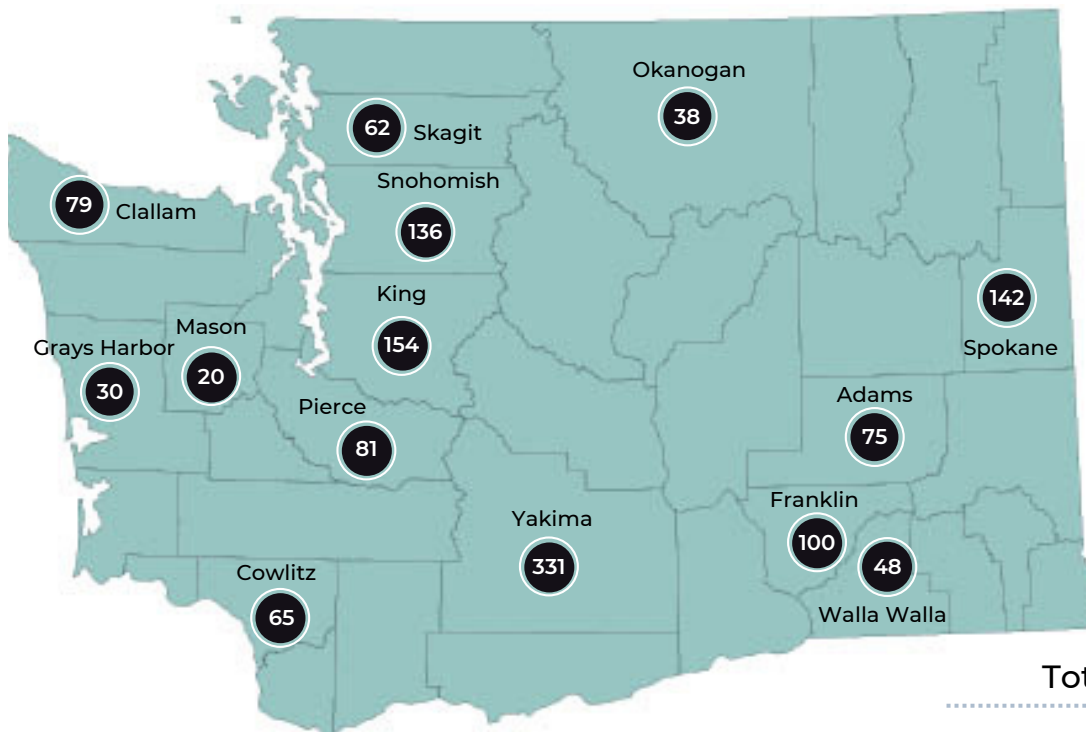 Okanogan
38
62
Skagit
Snohomish
136
79
Clallam
King
154
142
Spokane
Mason
20
Grays Harbor
30
Pierce
81
Adams
75
Franklin
100
48
Walla Walla
Yakima
331
Cowlitz
65
Tot